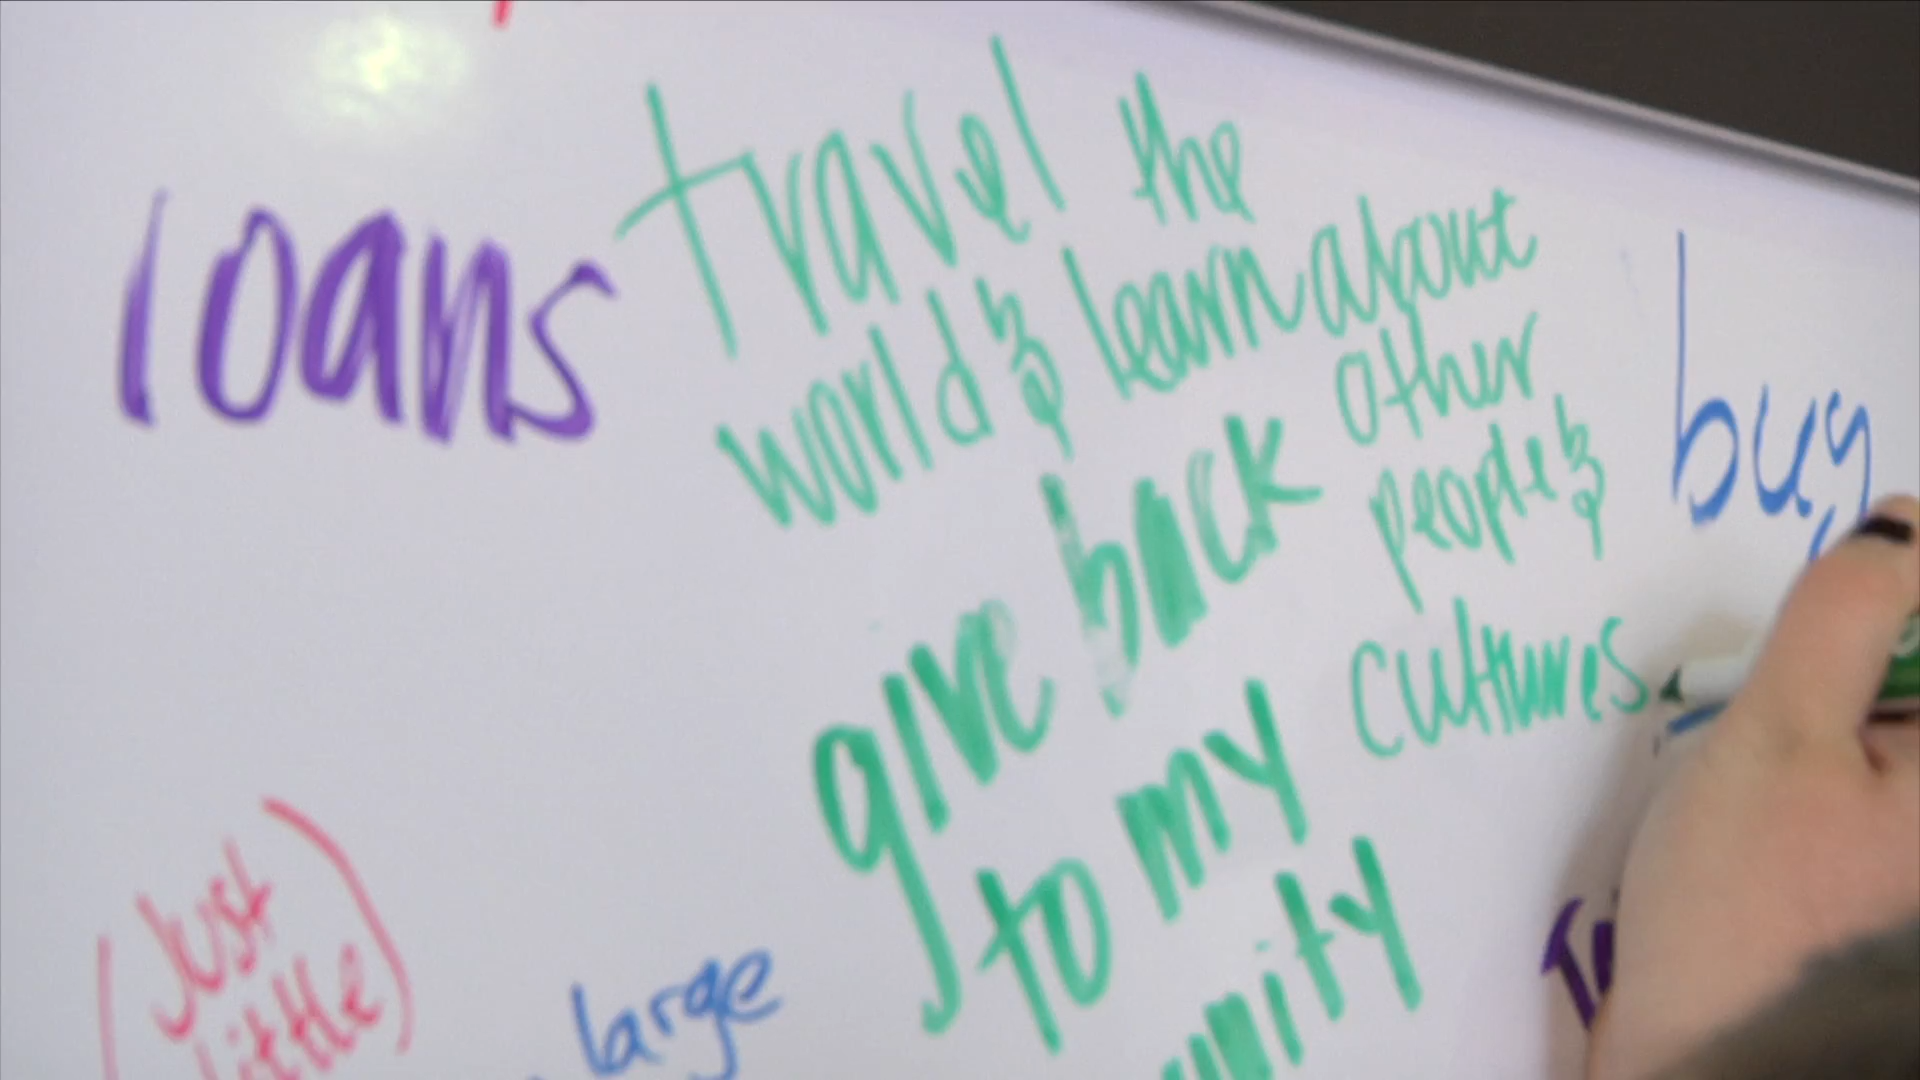 loans
travel the
world & learn about
other
people &
cultures
give back
to my
buy
(Just
little)
large